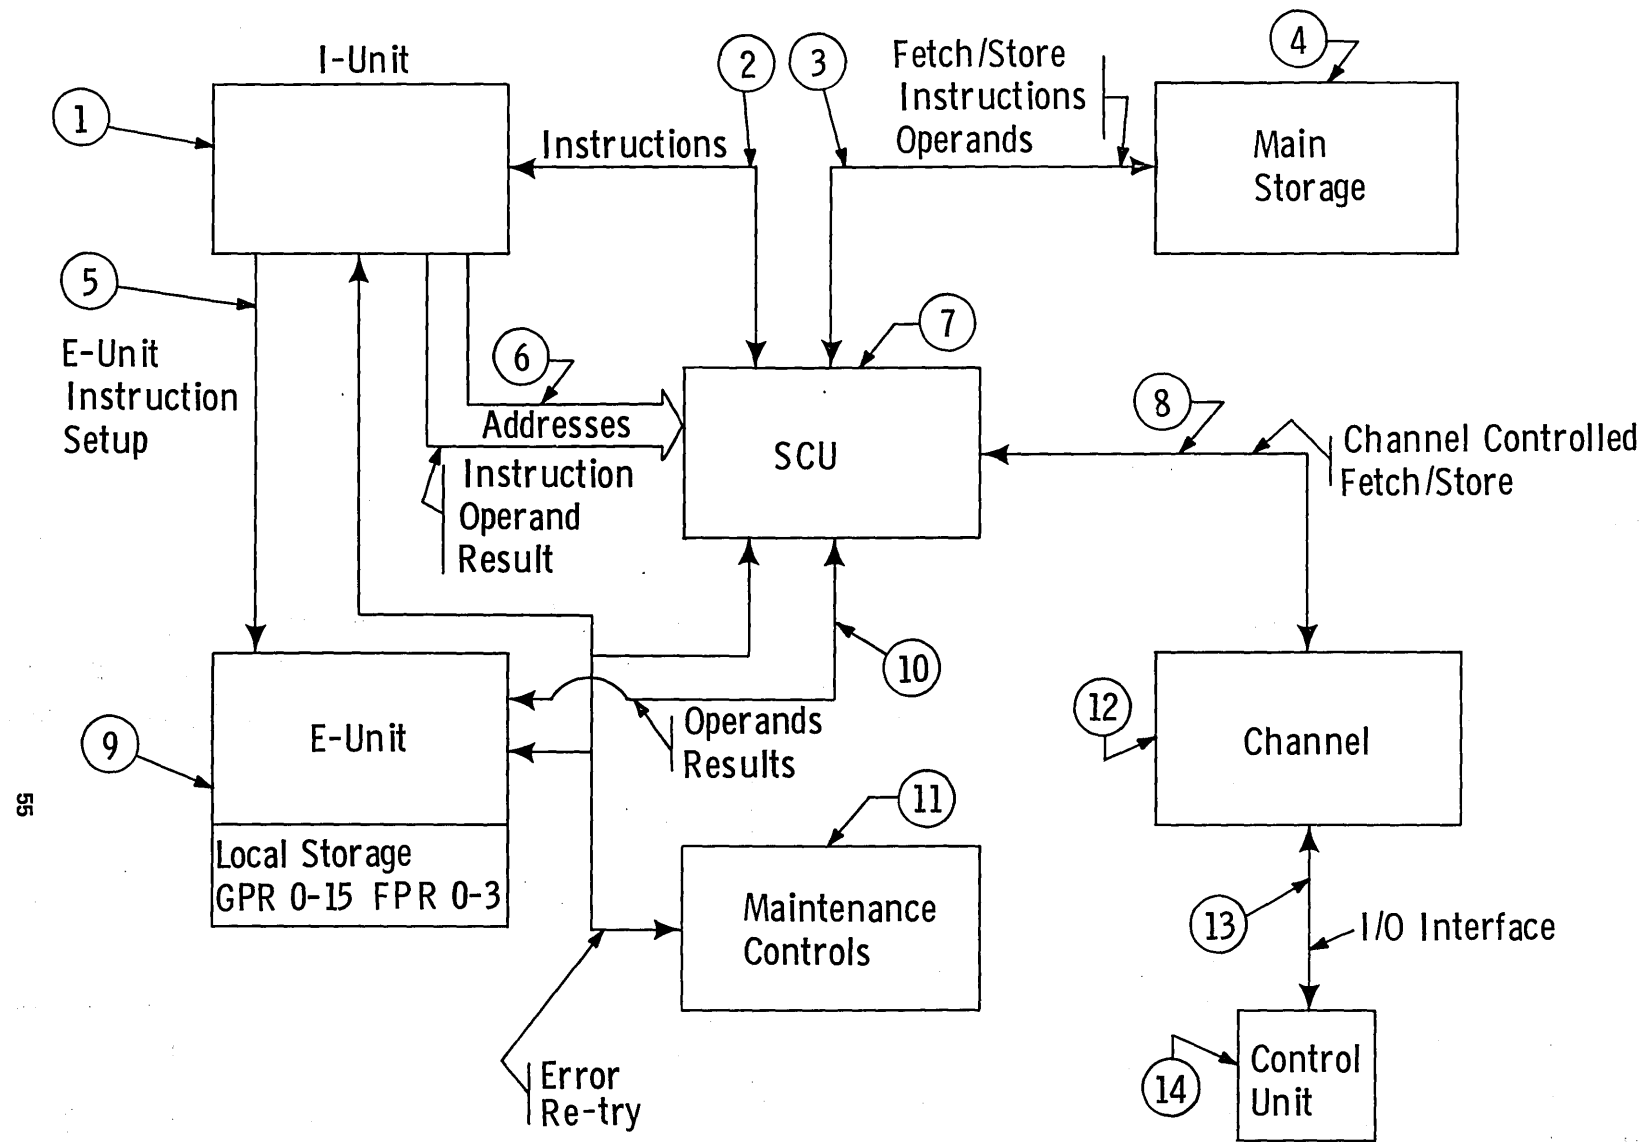 I-Unit
1
Instructions
2
3
Fetch/Store
Instructions
Operands
4
Main
Storage
5
E-Unit
Instruction
Setup
6
Addresses
Instruction
Operand
Result
7
SCU
8
Channel Controlled
Fetch/Store
9
E-Unit
Local Storage
GPR 0-15 FPR 0-3
10
Operands
Results
11
Maintenance
Controls
Error
Re-try
12
Channel
13
I/O Interface
14
Control
Unit
55